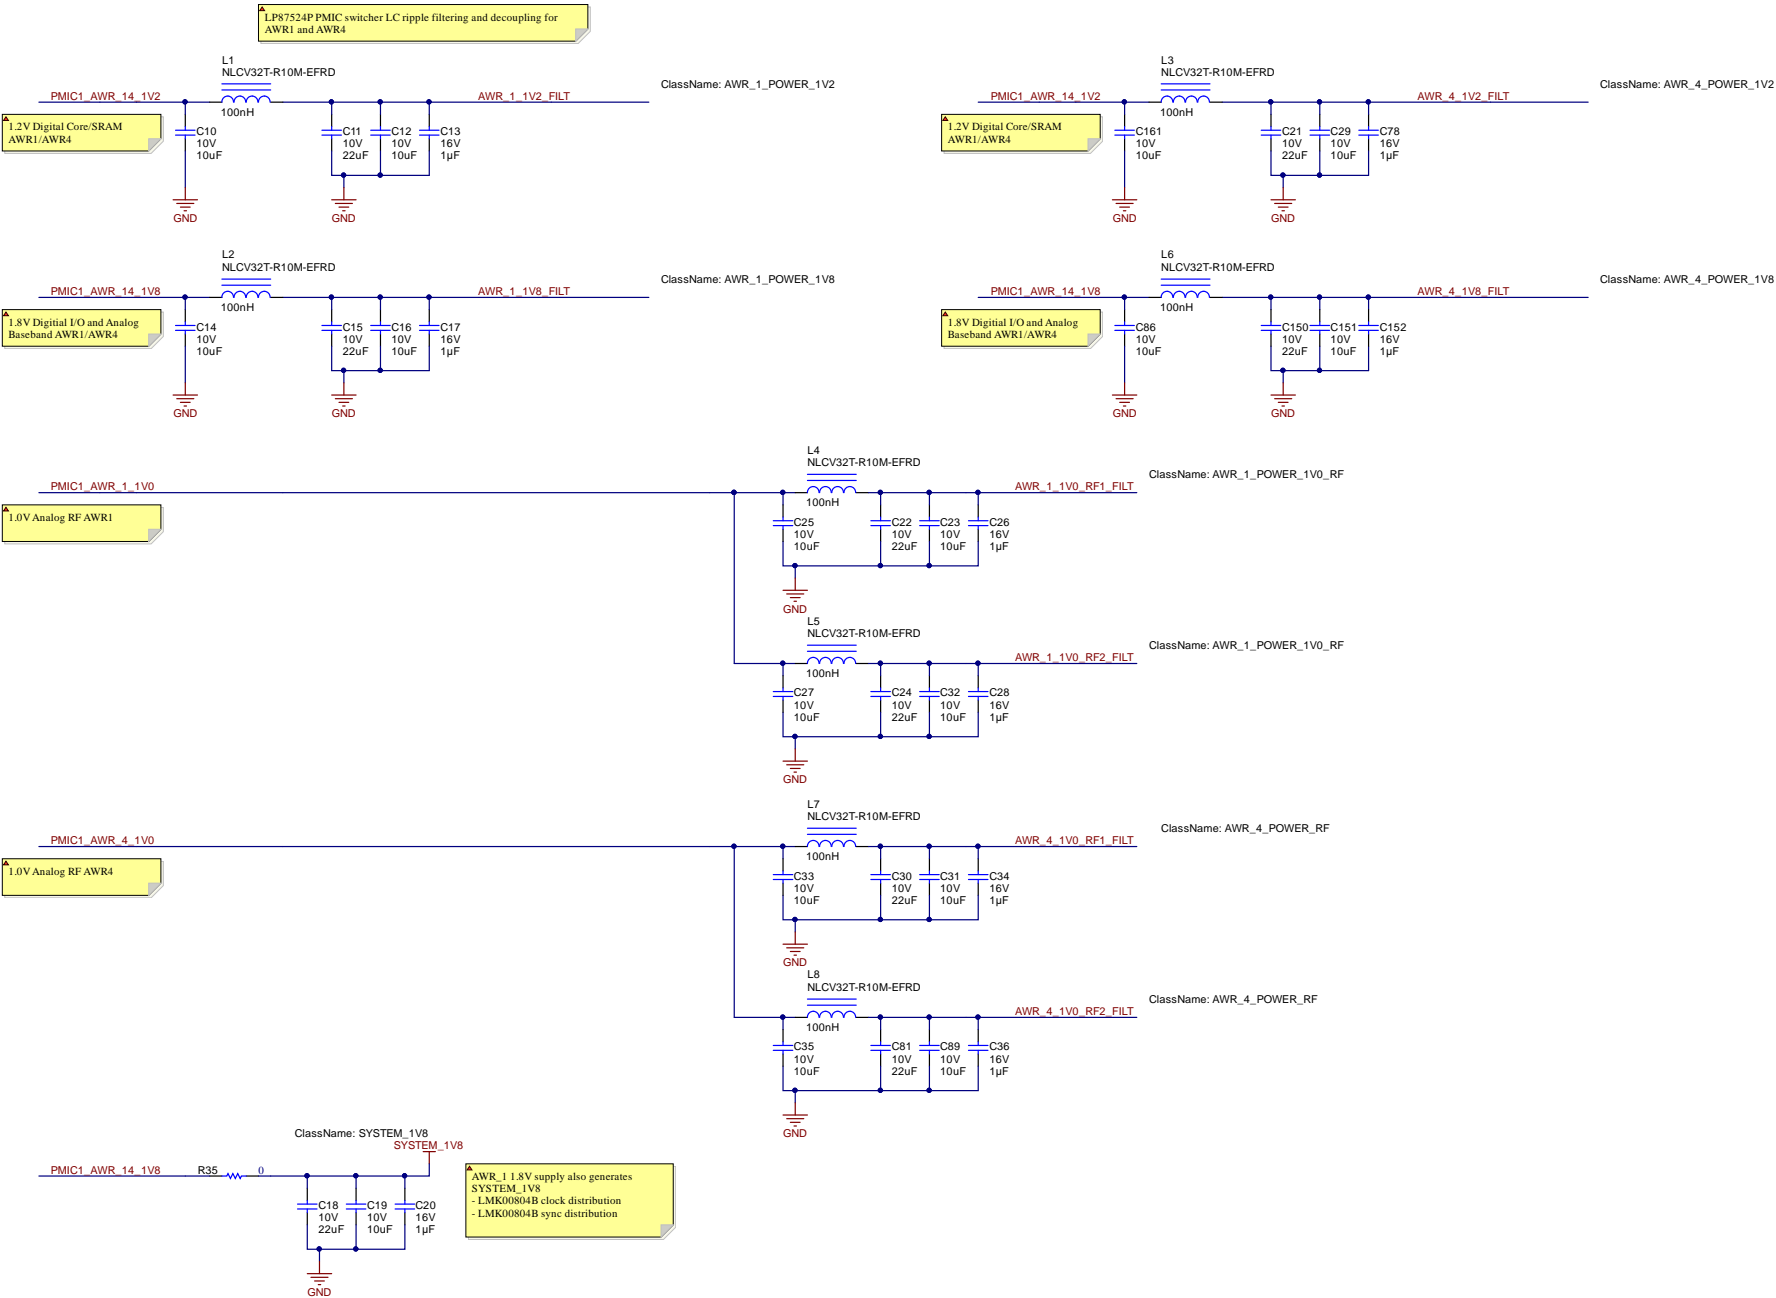 LP87524P PMIC switcher LC ripple filtering and decoupling for
AWR1 and AWR4
L1
NLCV32T-R10M-EFRD
100nH
PMIC1_AWR_14_1V2
AWR_1_1V2_FILT
ClassName: AWR_1_POWER_1V2
1.2V Digital Core/SRAM
AWR1/AWR4
C10
10V
10uF
C11
10V
22uF
C12
10V
10uF
C13
16V
1µF
GND
GND
L3
NLCV32T-R10M-EFRD
100nH
PMIC1_AWR_14_1V2
AWR_4_1V2_FILT
ClassName: AWR_4_POWER_1V2
1.2V Digital Core/SRAM
AWR1/AWR4
C161
10V
10uF
C21
10V
22uF
C29
10V
10uF
C78
16V
1µF
GND
GND
L2
NLCV32T-R10M-EFRD
100nH
PMIC1_AWR_14_1V8
AWR_1_1V8_FILT
ClassName: AWR_1_POWER_1V8
1.8V Digitial I/O and Analog
Baseband AWR1/AWR4
C14
10V
10uF
C15
10V
22uF
C16
10V
10uF
C17
16V
1µF
GND
GND
L6
NLCV32T-R10M-EFRD
100nH
PMIC1_AWR_14_1V8
AWR_4_1V8_FILT
ClassName: AWR_4_POWER_1V8
1.8V Digitial I/O and Analog
Baseband AWR1/AWR4
C86
10V
10uF
C150
10V
22uF
C151
10V
10uF
C152
16V
1µF
GND
GND
PMIC1_AWR_1_1V0
1.0V Analog RF AWR1
L4
NLCV32T-R10M-EFRD
100nH
AWR_1_1V0_RF1_FILT
ClassName: AWR_1_POWER_1V0_RF
C25
10V
10uF
C22
10V
22uF
C23
10V
10uF
C26
16V
1µF
GND
L5
NLCV32T-R10M-EFRD
100nH
AWR_1_1V0_RF2_FILT
ClassName: AWR_1_POWER_1V0_RF
C27
10V
10uF
C24
10V
22uF
C32
10V
10uF
C28
16V
1µF
GND
PMIC1_AWR_4_1V0
1.0V Analog RF AWR4
L7
NLCV32T-R10M-EFRD
100nH
AWR_4_1V0_RF1_FILT
ClassName: AWR_4_POWER_RF
C33
10V
10uF
C30
10V
22uF
C31
10V
10uF
C34
16V
1µF
GND
L8
NLCV32T-R10M-EFRD
100nH
AWR_4_1V0_RF2_FILT
ClassName: AWR_4_POWER_RF
C35
10V
10uF
C81
10V
22uF
C89
10V
10uF
C36
16V
1µF
GND
ClassName: SYSTEM_1V8
SYSTEM_1V8
PMIC1_AWR_14_1V8
R35
0
C18
10V
22uF
C19
10V
10uF
C20
16V
1µF
GND
AWR_1 1.8V supply also generates
SYSTEM_1V8
- LMK00804B clock distribution
- LMK00804B sync distribution